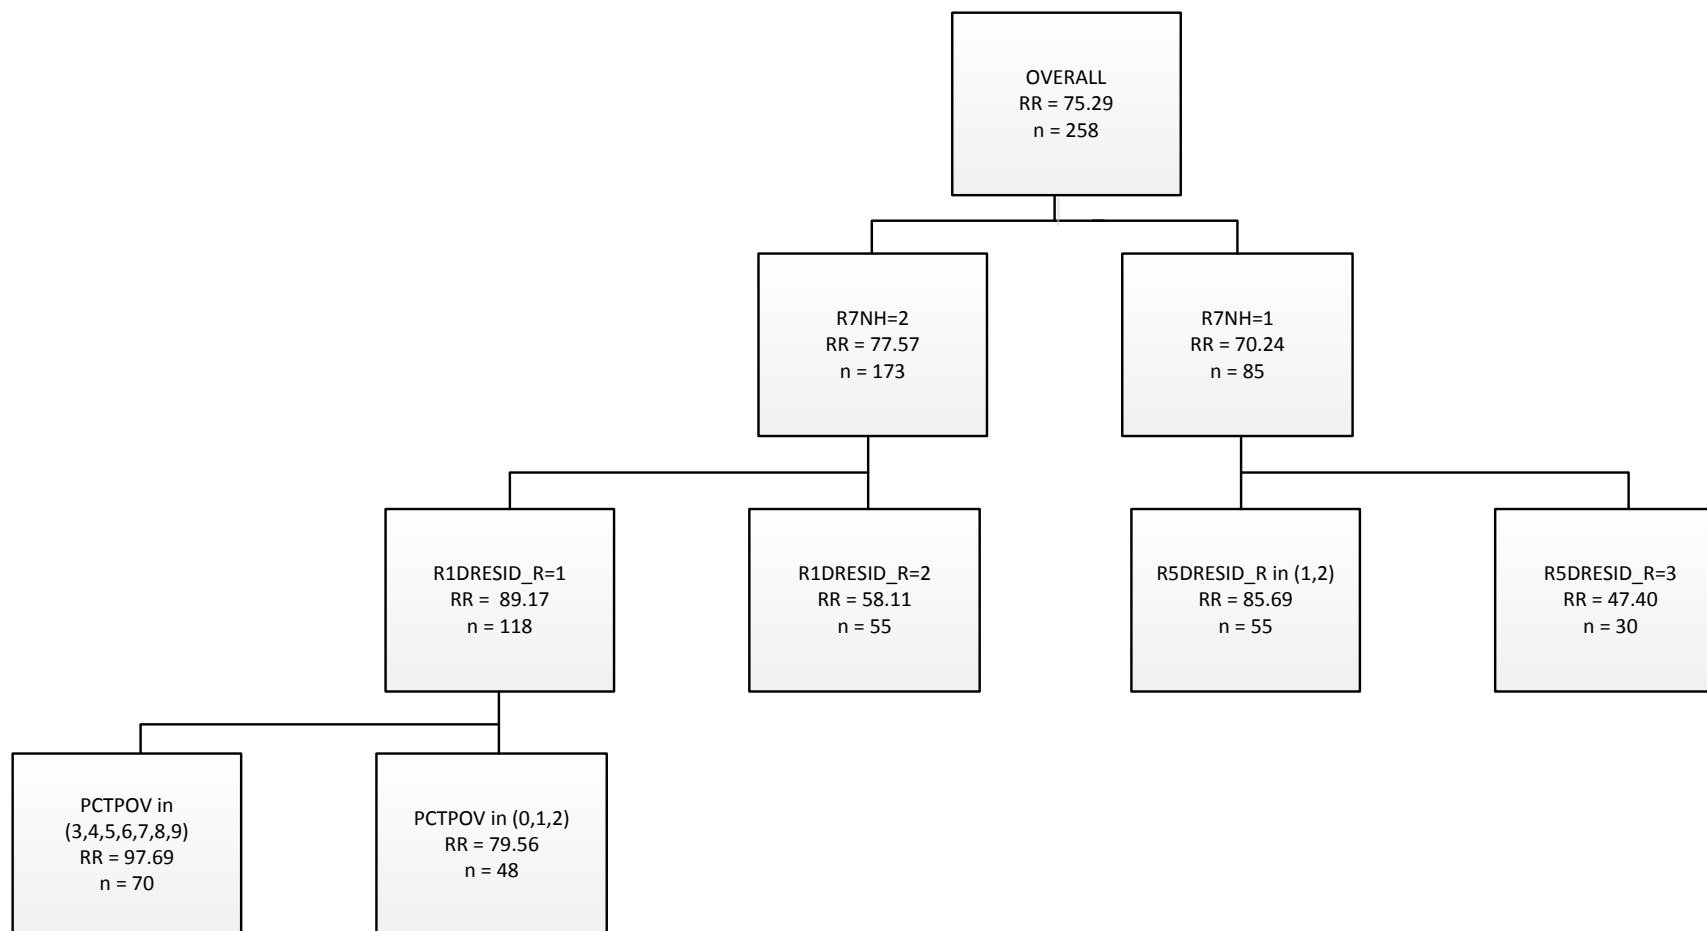 OVERALL
RR = 75.29
n = 258
R7NH=2
RR = 77.57
n = 173
R7NH=1
RR = 70.24
n = 85
R1DRESID_R=1
RR =  89.17
n = 118
R1DRESID_R=2
RR = 58.11
n = 55
R5DRESID_R in (1,2)
RR = 85.69
n = 55
R5DRESID_R=3
RR = 47.40
n = 30
PCTPOV in
(3,4,5,6,7,8,9)
RR = 97.69
n = 70
PCTPOV in (0,1,2)
RR = 79.56
n = 48